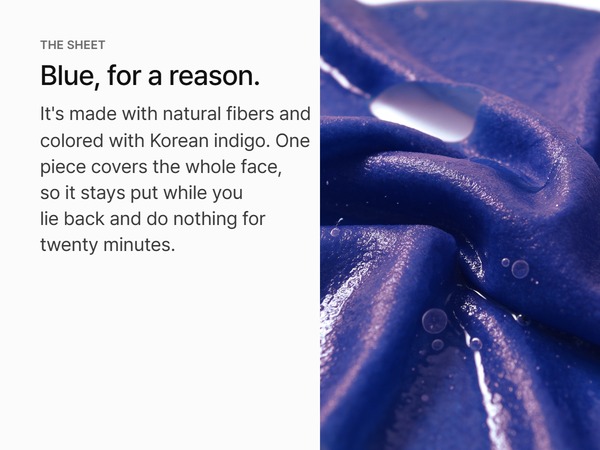 THE SHEET
Blue, for a reason.
It's made with natural fibers and
colored with Korean indigo. One
piece covers the whole face,
so it stays put while you
lie back and do nothing for
twenty minutes.